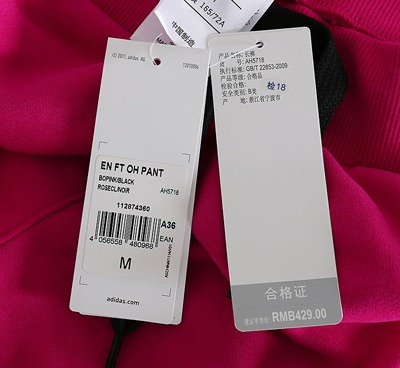 165/72A
中国制造
© 2011 adidas AG
EN FT OH PANT
BOPINK/BLACK
ROSECL/NOIR
AH5718
112874360
A36
EAN
4 056558 480968
M
adidas.com
产品名称: 长裤
货 号: AH5718
执行标准: GB/T 22853-2009
产品等级: 合格品
检验合格: 检18
安全类别: B类
产 地: 浙江省宁波市
合格证
RMB429.00